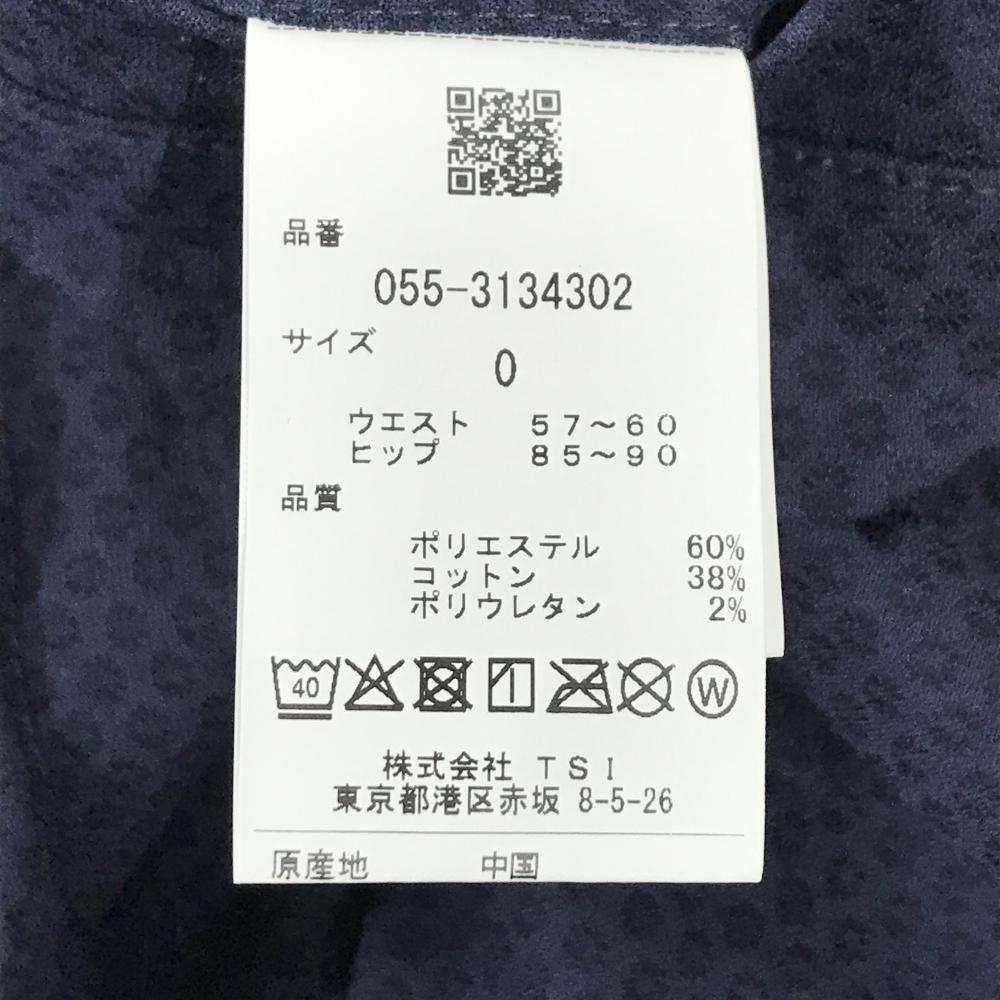 品番
055-3134302
サイズ
0
ウエスト 57～60
ヒップ 85～90
品質
ポリエステル 60%
コットン 38%
ポリウレタン 2%
40 W
株式会社 TSI
東京都港区赤坂 8-5-26
原産地 中国